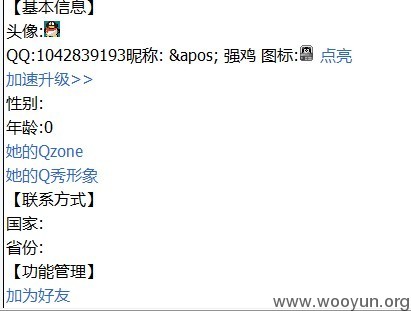 【基本信息】
头像:
QQ:1042839193昵称: &apos; 强鸡 图标: 点亮
加速升级>>
性别:
年龄:0
她的Qzone
她的Q秀形象
【联系方式】
国家:
省份:
【功能管理】
加为好友
www.wooyun.org